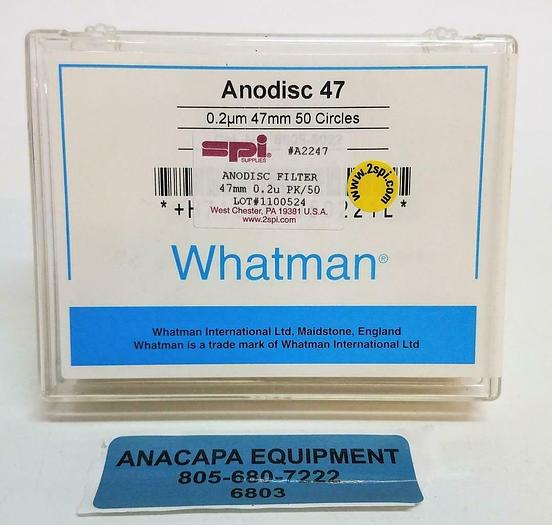 Anodisc 47
0.2µm 47mm 50 Circles
spi SUPPLIES ® #A2247
ANODISC FILTER
47mm 0.2u PK/50
LOT#1100524
West Chester, PA 19381 U.S.A.
www.2spi.com
www.2spi.com
Whatman®
Whatman International Ltd, Maidstone, England
Whatman is a trade mark of Whatman International Ltd
ANACAPA EQUIPMENT
805-680-7222
6803